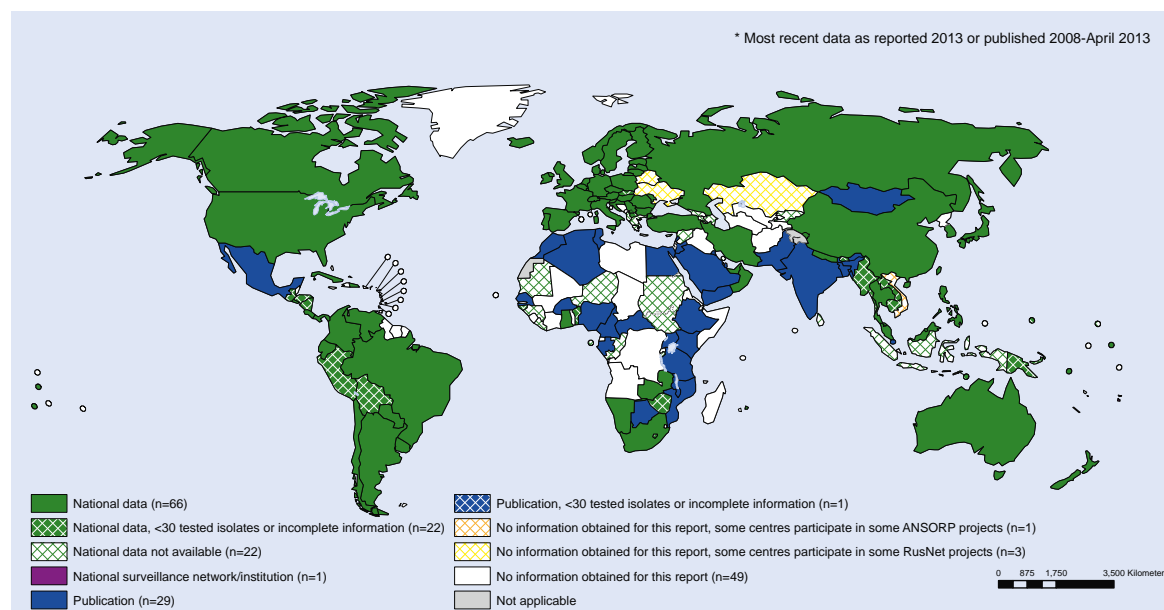 * Most recent data as reported 2013 or published 2008-April 2013
National data (n=66)
National data, <30 tested isolates or incomplete information (n=22)
National data not available (n=22)
National surveillance network/institution (n=1)
Publication (n=29)
Publication, <30 tested isolates or incomplete information (n=1)
No information obtained for this report, some centres participate in some ANSORP projects (n=1)
No information obtained for this report, some centres participate in some RusNet projects (n=3)
No information obtained for this report (n=49)
Not applicable
0 875 1,750 3,500 Kilometer